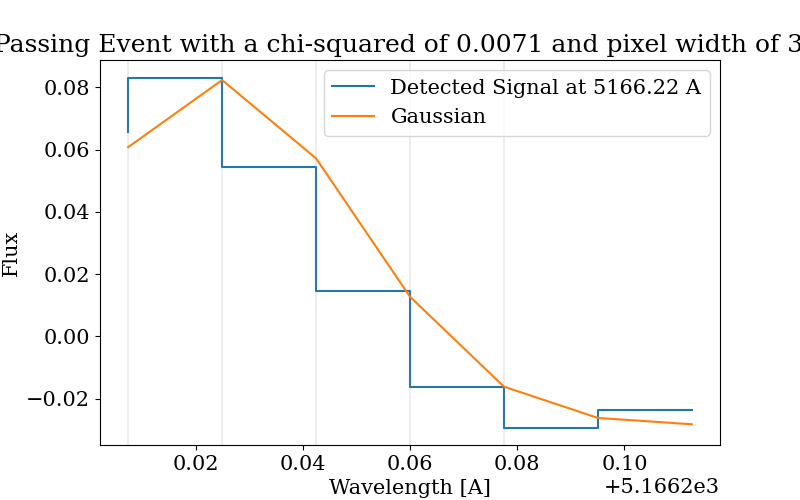 Passing Event with a chi-squared of 0.0071 and pixel width of 3
Detected Signal at 5166.22 A
Gaussian
0.08
0.06
0.04
0.02
0.00
−0.02
Flux
0.02
0.04
0.06
0.08
0.10
+5.1662e3
Wavelength [A]